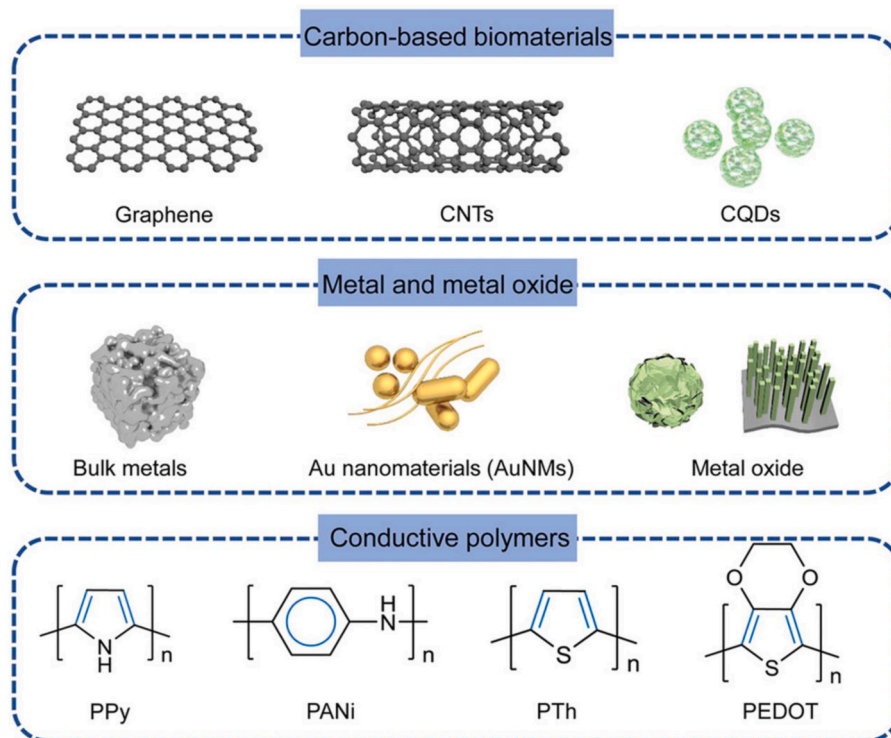 Carbon-based biomaterials
Graphene
CNTs
CQDs
Metal and metal oxide
Bulk metals
Au nanomaterials (AuNMs)
Metal oxide
Conductive polymers
N
H
n
PPy
H
N
n
PANi
S
n
PTh
O
O
S
n
PEDOT